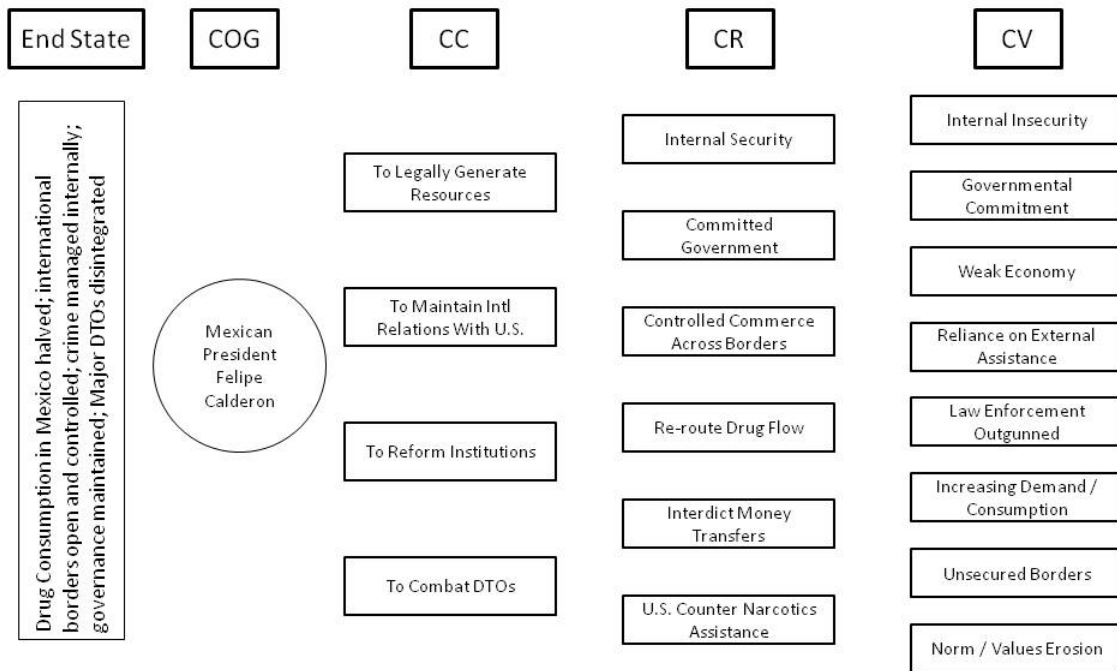 End State
COG
CC
CR
CV
Drug Consumption in Mexico halved; international
borders open and controlled; crime managed internally;
governance maintained; Major DTOs disintegrated
Mexican
President
Felipe
Calderon
To Legally Generate
Resources
To Maintain Intl
Relations With U.S.
To Reform Institutions
To Combat DTOs
Internal Security
Committed
Government
Controlled Commerce
Across Borders
Re-route Drug Flow
Interdict Money
Transfers
U.S. Counter Narcotics
Assistance
Internal Insecurity
Governmental
Commitment
Weak Economy
Reliance on External
Assistance
Law Enforcement
Outgunned
Increasing Demand /
Consumption
Unsecured Borders
Norm / Values Erosion